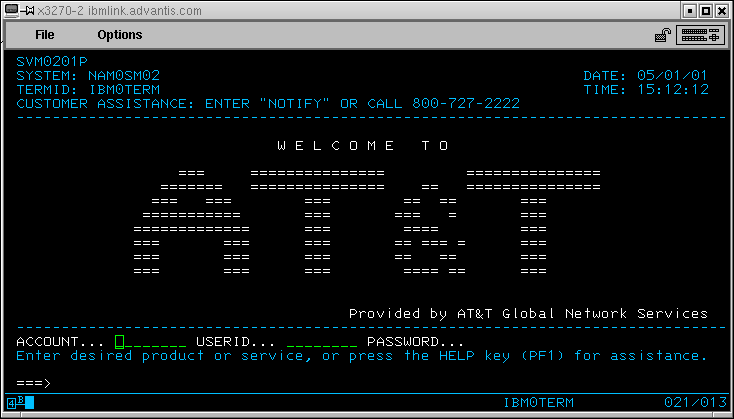 x3270-2 ibmlink.advantis.com
File Options
SVM0201P
SYSTEM: NAM0SM02 DATE: 05/01/01
TERMID: IBM0TERM TIME: 15:12:12
CUSTOMER ASSISTANCE: ENTER "NOTIFY" OR CALL 800-727-2222
W E L C O M E   T O
AT&T
Provided by AT&T Global Network Services
ACCOUNT... ________ USERID... ________ PASSWORD...
Enter desired product or service, or press the HELP key (PF1) for assistance.
===>
4 B IBM0TERM 021/013